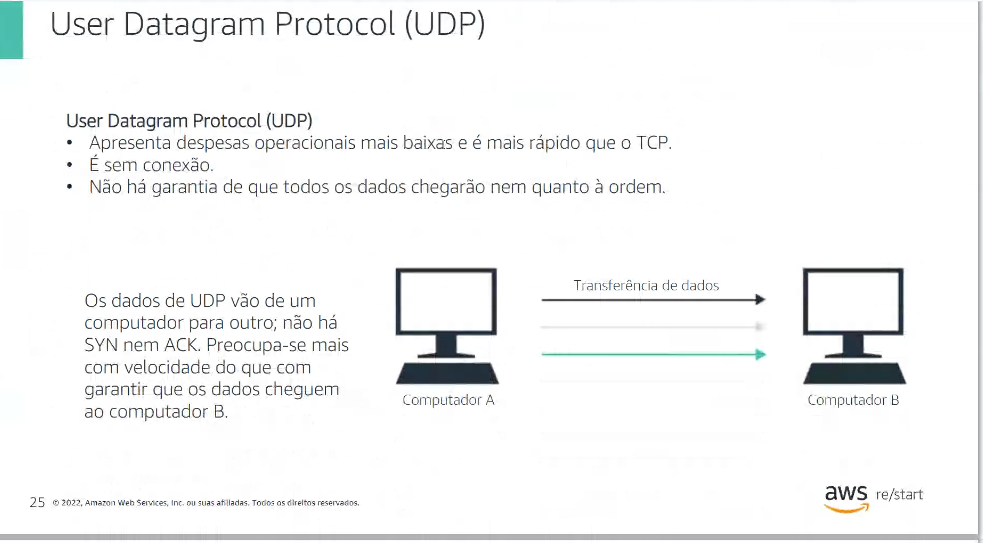 User Datagram Protocol (UDP)
User Datagram Protocol (UDP)
• Apresenta despesas operacionais mais baixas e é mais rápido que o TCP.
• É sem conexão.
• Não há garantia de que todos os dados chegarão nem quanto à ordem.
Os dados de UDP vão de um
computador para outro; não há
SYN nem ACK. Preocupa-se mais
com velocidade do que com
garantir que os dados cheguem
ao computador B.
Transferência de dados
Computador A
Computador B
25 © 2022, Amazon Web Services, Inc. ou suas afiliadas. Todos os direitos reservados.
aws re/start